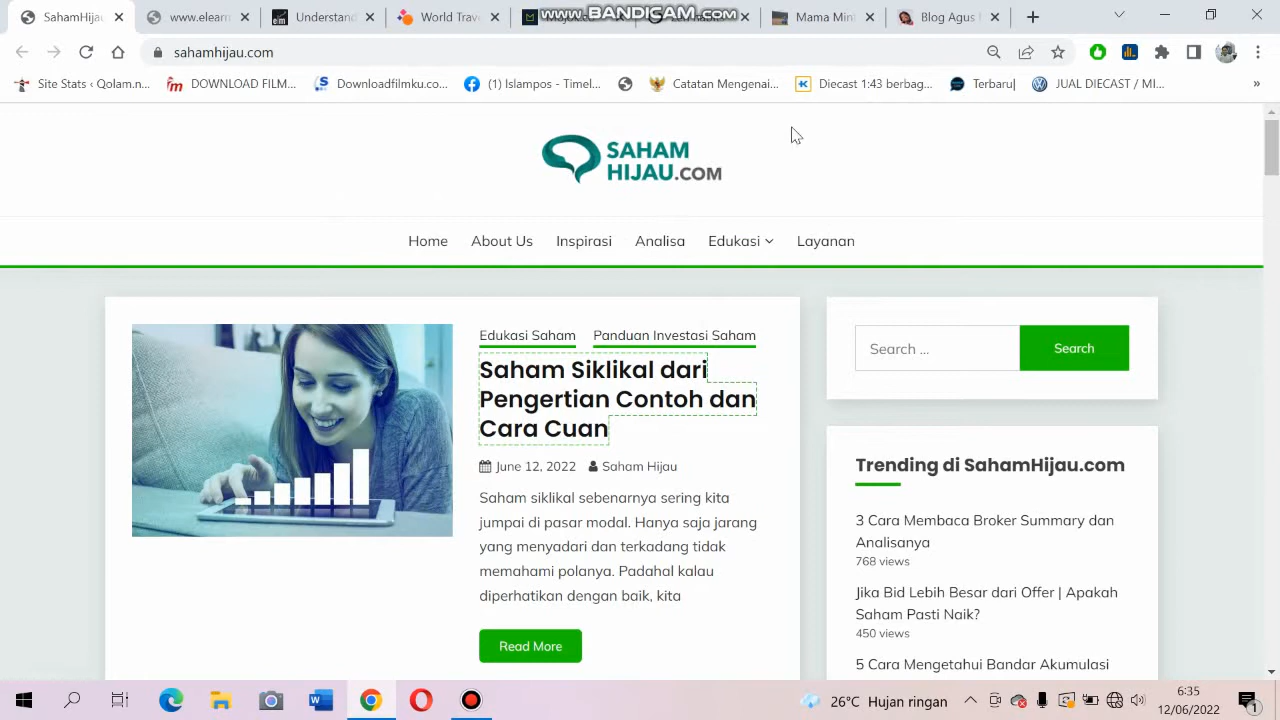 SahamHijau
www.elearn
Understand
World Trave
Mama Min
Blog Agus
www.BANDICAM.com
sahamhijau.com
Site Stats ‹ Qolam.n...
DOWNLOAD FILM...
Downloadfilmku.co...
(1) Islampos - Timel...
Catatan Mengenai...
Diecast 1:43 berbag...
Terbaru|
JUAL DIECAST / MI...
»
SAHAM
HIJAU.COM
Home
About Us
Inspirasi
Analisa
Edukasi
Layanan
Edukasi Saham
Panduan Investasi Saham
Saham Siklikal dari
Pengertian Contoh dan
Cara Cuan
June 12, 2022
Saham Hijau
Saham siklikal sebenarnya sering kita
jumpai di pasar modal. Hanya saja jarang
yang menyadari dan terkadang tidak
memahami polanya. Padahal kalau
diperhatikan dengan baik, kita
Read More
Search ...
Search
Trending di SahamHijau.com
3 Cara Membaca Broker Summary dan
Analisanya
768 views
Jika Bid Lebih Besar dari Offer | Apakah
Saham Pasti Naik?
450 views
5 Cara Mengetahui Bandar Akumulasi
26°C Hujan ringan
6:35
12/06/2022
1